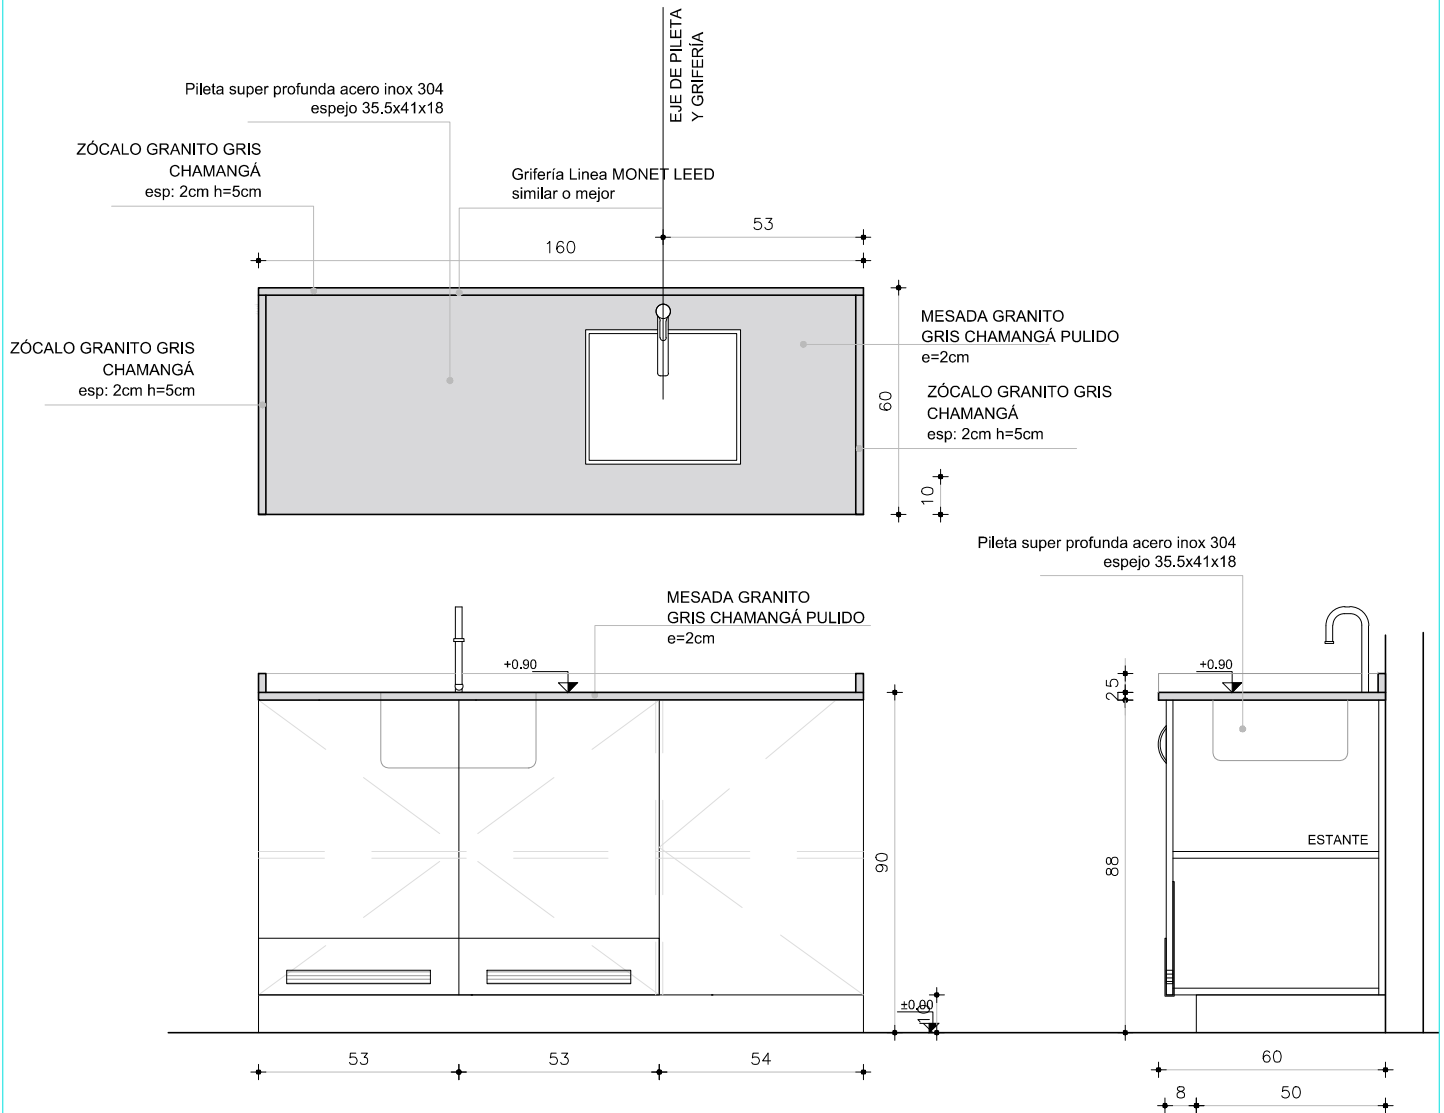 EJE DE PILETA
Y GRIFERÍA
Pileta super profunda acero inox 304
espejo 35.5x41x18
ZÓCALO GRANITO GRIS
CHAMANGÁ
esp: 2cm h=5cm
Grifería Linea MONET LEED
similar o mejor
53
160
ZÓCALO GRANITO GRIS
CHAMANGÁ
esp: 2cm h=5cm
MESADA GRANITO
GRIS CHAMANGÁ PULIDO
e=2cm
60
ZÓCALO GRANITO GRIS
CHAMANGÁ
esp: 2cm h=5cm
10
Pileta super profunda acero inox 304
espejo 35.5x41x18
MESADA GRANITO
GRIS CHAMANGÁ PULIDO
e=2cm
+0.90
+0.90
5
2
ESTANTE
90
88
±0.00
10
53
53
54
60
8
50